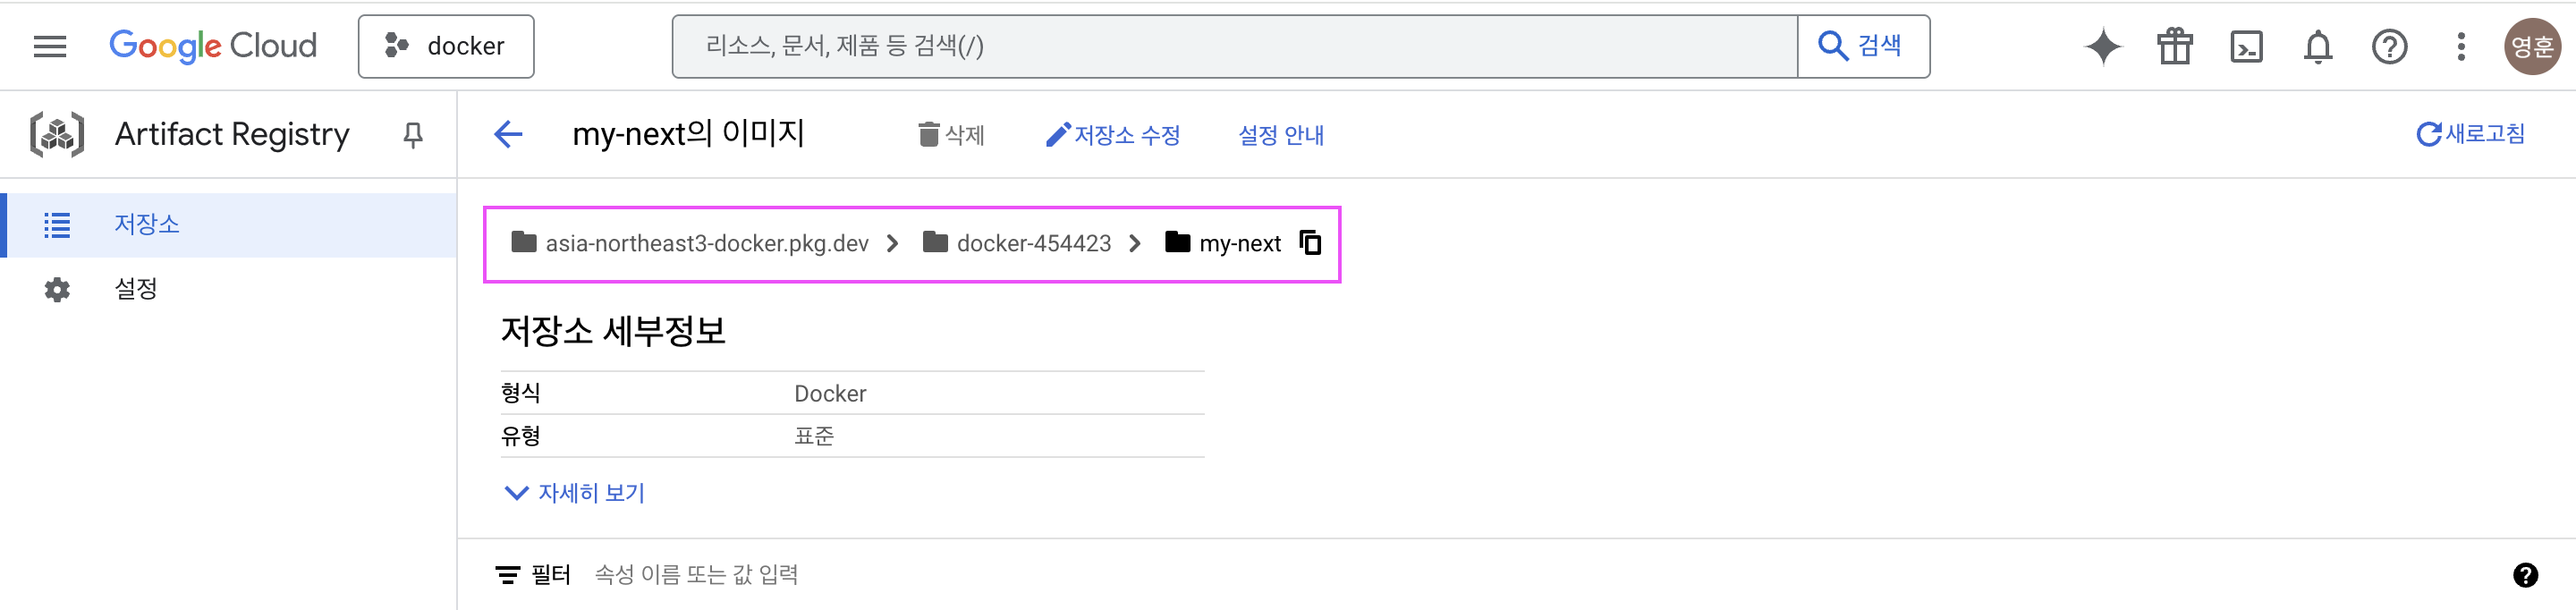 Google Cloud docker 리소스, 문서, 제품 등 검색(/) 검색 영훈
Artifact Registry my-next의 이미지 삭제 저장소 수정 설정 안내 새로고침
저장소
설정
asia-northeast3-docker.pkg.dev docker-454423 my-next
저장소 세부정보
형식 Docker
유형 표준
자세히 보기
필터 속성 이름 또는 값 입력